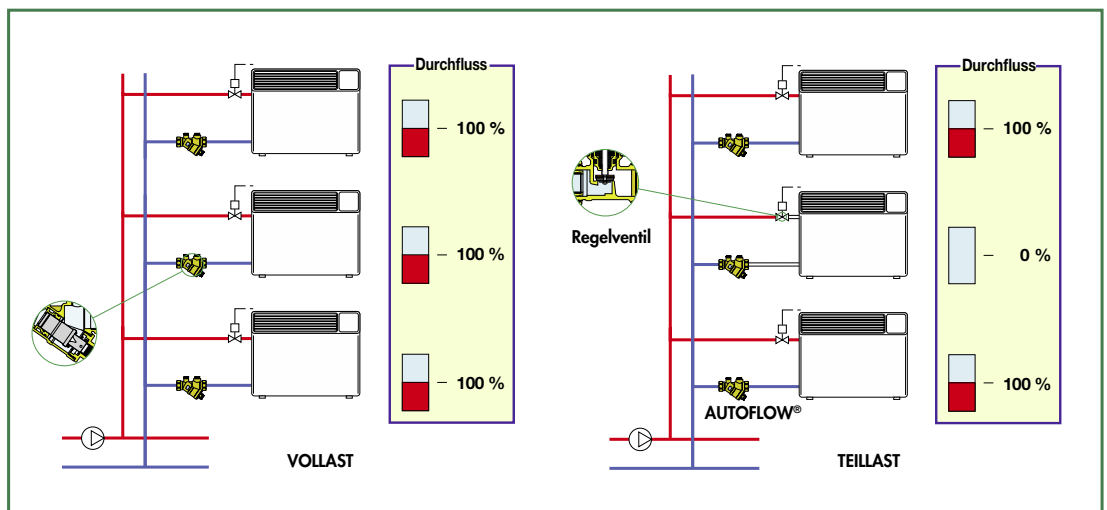 Durchfluss
100 %
100 %
100 %
VOLLAST
Durchfluss
100 %
Regelventil
0 %
100 %
AUTOFLOW®
TEILLAST